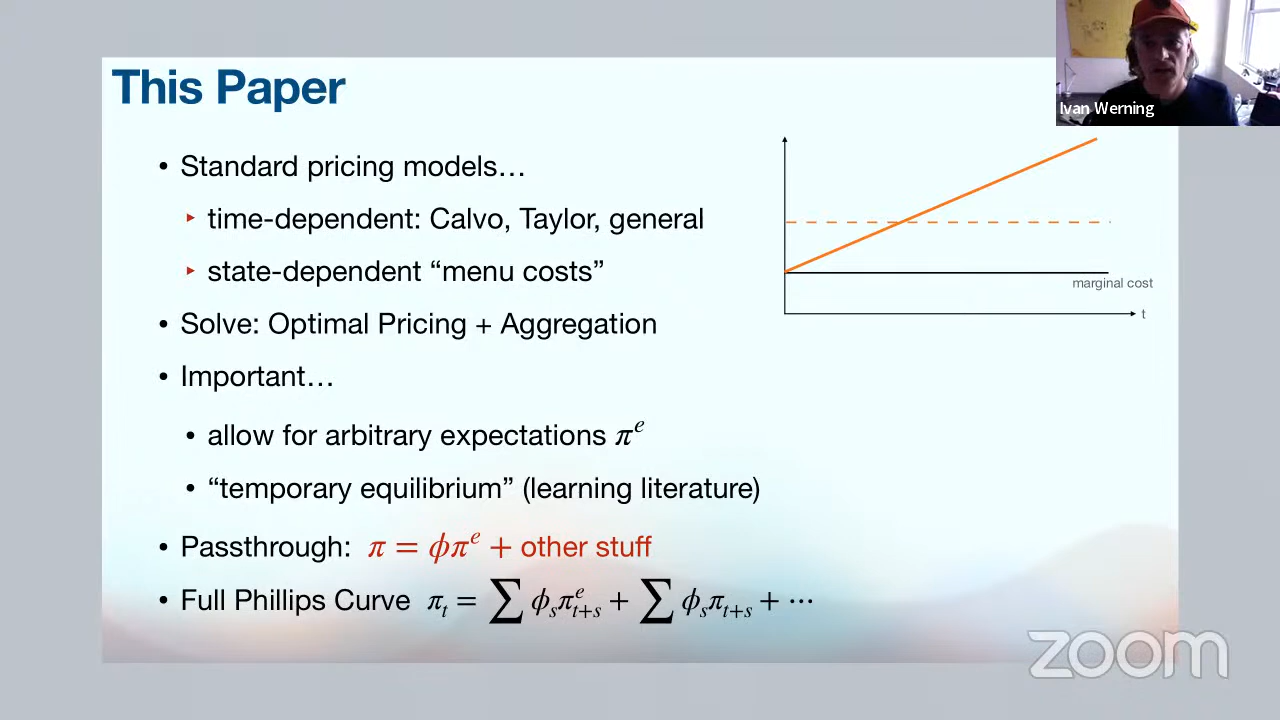 This Paper
Ivan Werning
• Standard pricing models…
‣ time-dependent: Calvo, Taylor, general
‣ state-dependent “menu costs”
marginal cost
t
• Solve: Optimal Pricing + Aggregation
• Important…
• allow for arbitrary expectations πᵉ
• “temporary equilibrium” (learning literature)
• Passthrough: π = ϕπᵉ + other stuff
• Full Phillips Curve π_t = ∑ ϕ_s π^e_{t+s} + ∑ ϕ_s π_{t+s} + ⋯
zoom